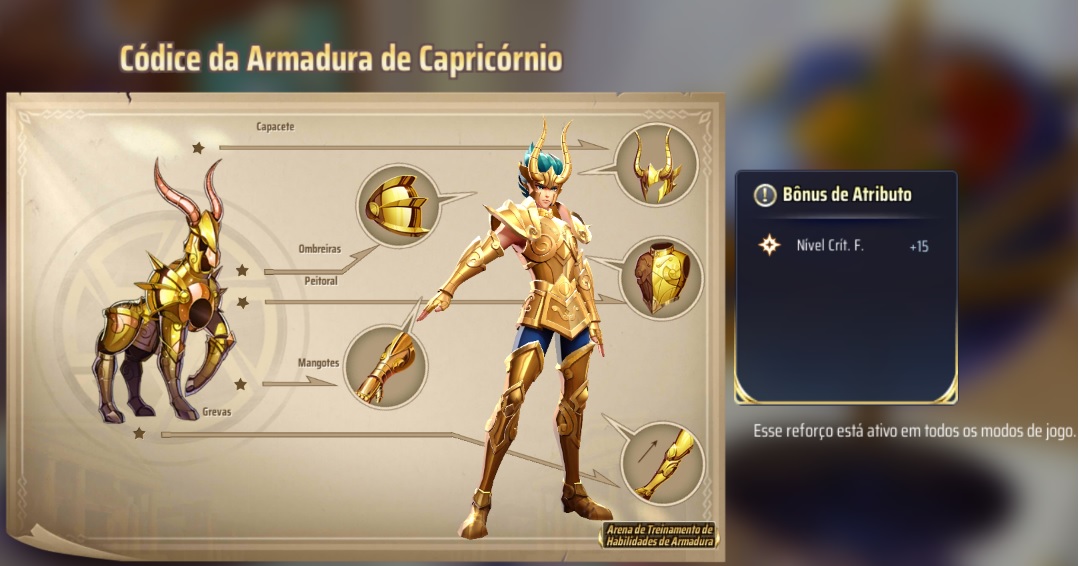 Códice da Armadura de Capricórnio
Capacete
Ombreiras
Peitoral
Mangotes
Grevas
Arena de Treinamento de
Habilidades de Armadura
! Bônus de Atributo
Nível Crít. F. +15
Esse reforço está ativo em todos os modos de jogo.